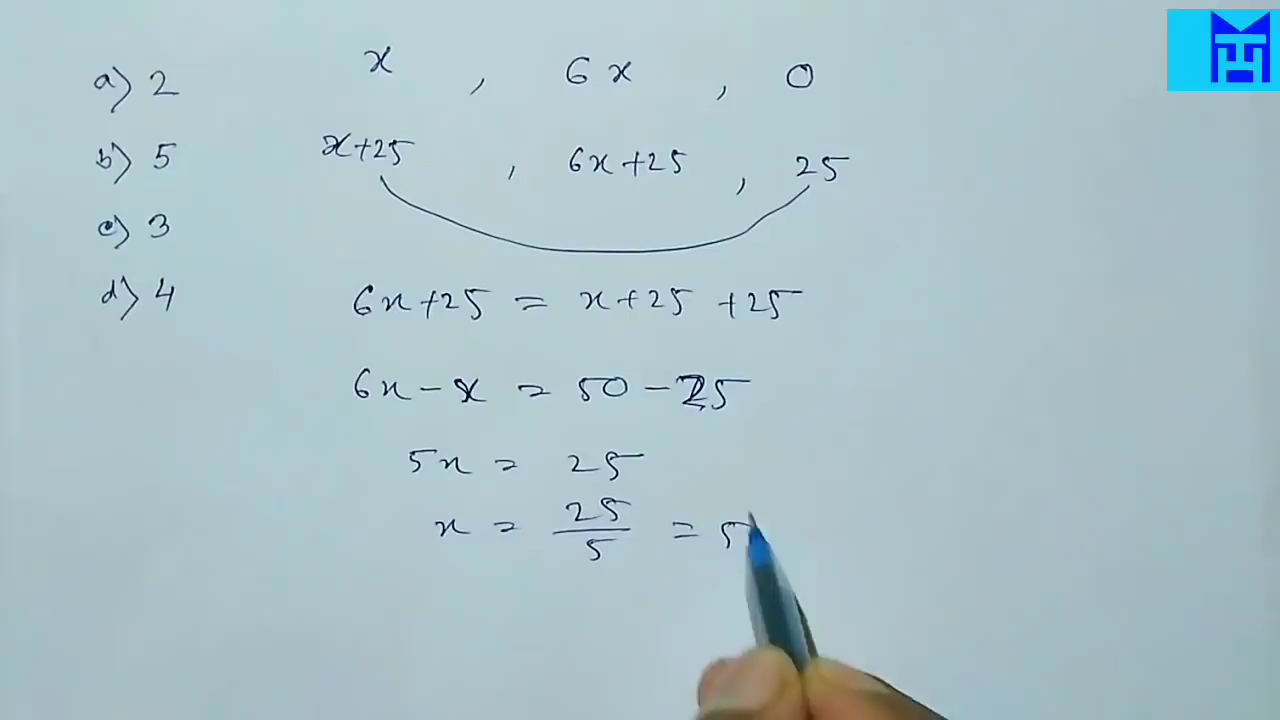 a) 2
b) 5
c) 3
d) 4
x , 6x , 0
x+25 , 6x+25 , 25
6x+25 = x+25 +25
6x-x = 50-25
5x = 25
x = 25/5 = 5
MTH